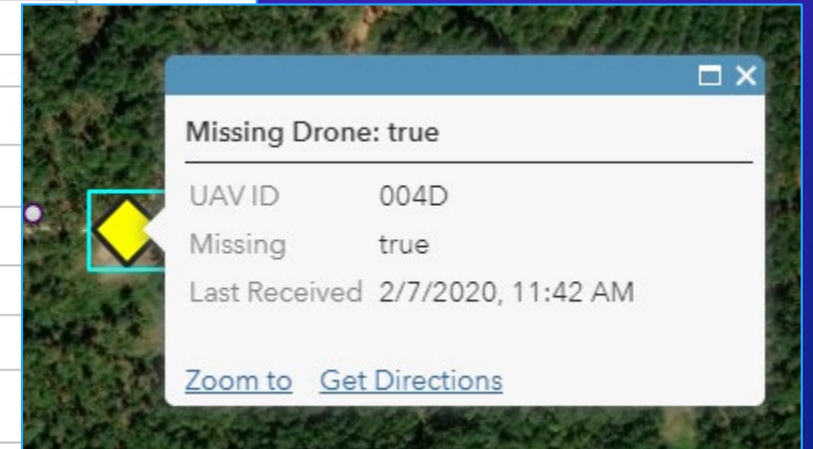 Missing Drone: true
UAV ID 004D
Missing true
Last Received 2/7/2020, 11:42 AM
Zoom to Get Directions